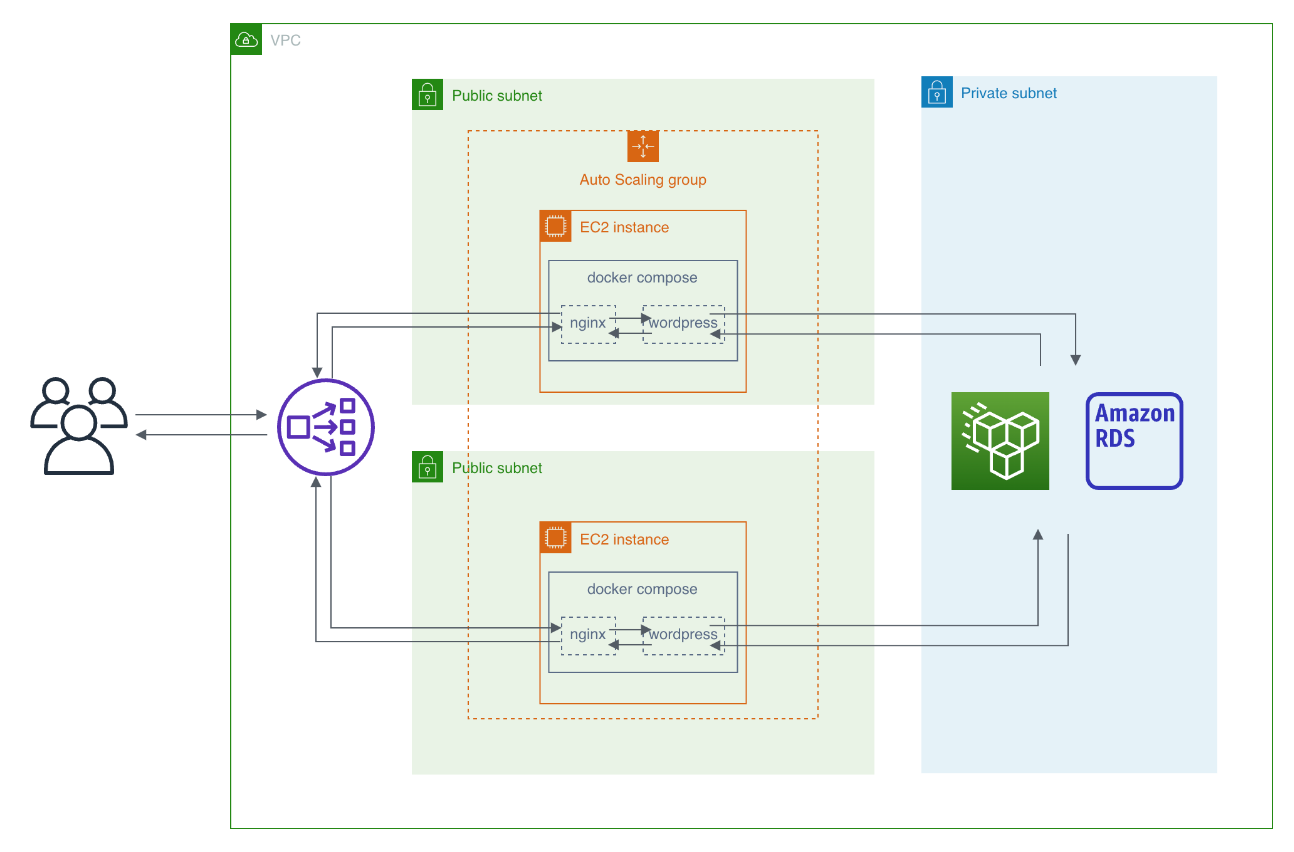 VPC
Public subnet
Private subnet
Auto Scaling group
EC2 instance
docker compose
nginx
wordpress
Amazon
RDS
Public subnet
EC2 instance
docker compose
nginx
wordpress